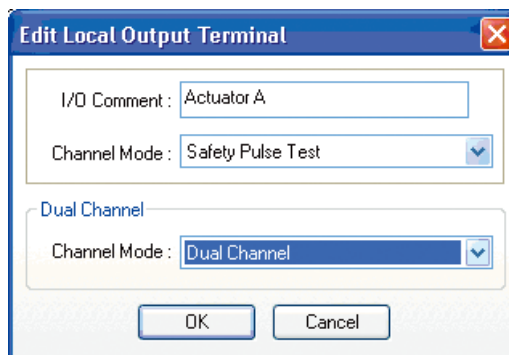 Edit Local Output Terminal
I/O Comment : Actuator A
Channel Mode : Safety Pulse Test
Dual Channel
Channel Mode : Dual Channel
OK Cancel